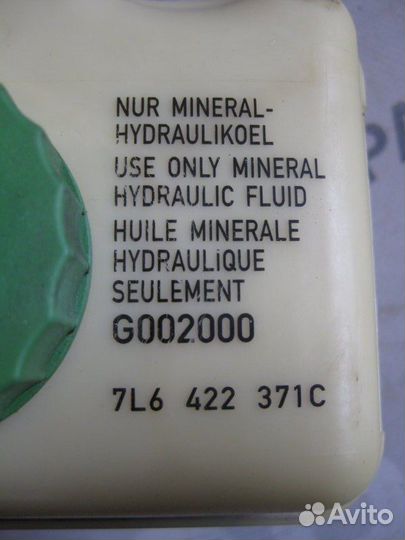 NUR MINERAL-
HYDRAULIKOEL
USE ONLY MINERAL
HYDRAULIC FLUID
HUILE MINERALE
HYDRAULiQUE
SEULEMENT
G002000
7L6 422 371C
Avito